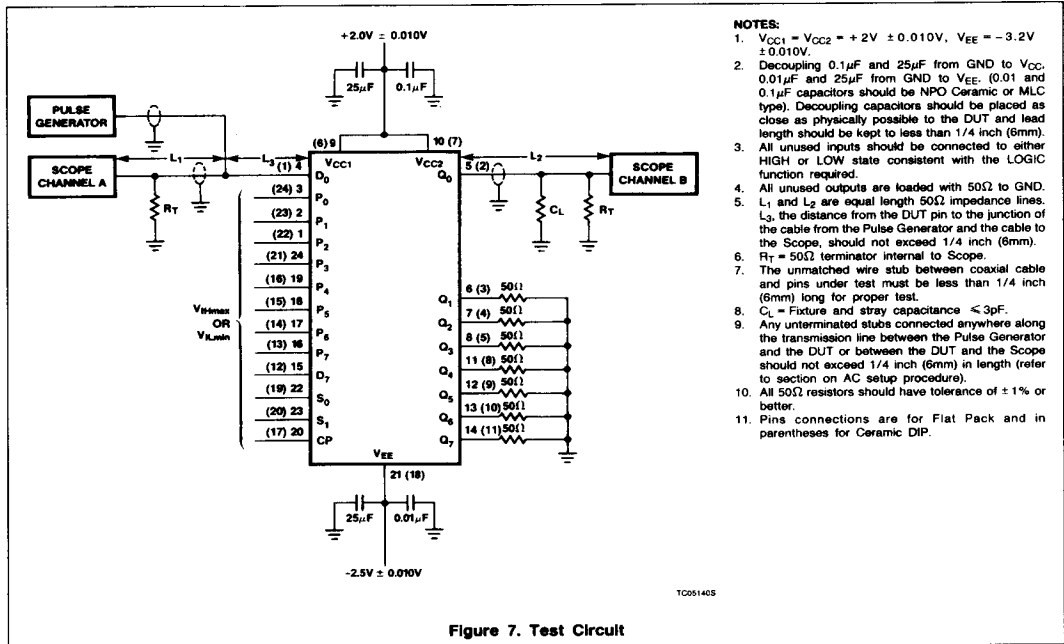 +2.0V ± 0.010V
25μF
0.1μF
PULSE
GENERATOR
SCOPE
CHANNEL A
L1
L3
RT
(6) 9
10 (7)
VCC1
VCC2
(1) 4
D0
5 (2)
Q0
L2
SCOPE
CHANNEL B
CL
RT
(24) 3
P0
(23) 2
P1
(22) 1
P2
(21) 24
P3
(16) 19
P4
(15) 18
P5
(14) 17
P6
(13) 16
P7
(12) 15
D7
(19) 22
S0
(20) 23
S1
(17) 20
CP
VIHmax
OR
VILmin
6 (3) 50Ω
Q1
7 (4) 50Ω
Q2
8 (5) 50Ω
Q3
11 (8) 50Ω
Q4
12 (9) 50Ω
Q5
13 (10) 50Ω
Q6
14 (11) 50Ω
Q7
VEE
21 (18)
25μF
0.01μF
-2.5V ± 0.010V
TC05140S
NOTES:
1. VCC1 = VCC2 = + 2V ± 0.010V, VEE = - 3.2V
± 0.010V.
2. Decoupling 0.1μF and 25μF from GND to VCC,
0.01μF and 25μF from GND to VEE. (0.01 and
0.1μF capacitors should be NPO Ceramic or MLC
type). Decoupling capacitors should be placed as
close as physically possible to the DUT and lead
length should be kept to less than 1/4 inch (6mm).
3. All unused inputs should be connected to either
HIGH or LOW state consistent with the LOGIC
function required.
4. All unused outputs are loaded with 50Ω to GND.
5. L1 and L2 are equal length 50Ω impedance lines.
L3, the distance from the DUT pin to the junction of
the cable from the Pulse Generator and the cable to
the Scope, should not exceed 1/4 inch (6mm).
6. RT = 50Ω terminator internal to Scope.
7. The unmatched wire stub between coaxial cable
and pins under test must be less than 1/4 inch
(6mm) long for proper test.
8. CL = Fixture and stray capacitance ≤ 3pF.
9. Any unterminated stubs connected anywhere along
the transmission line between the Pulse Generator
and the DUT or between the DUT and the Scope
should not exceed 1/4 inch (6mm) in length (refer
to section on AC setup procedure).
10. All 50Ω resistors should have tolerance of ± 1% or
better.
11. Pins connections are for Flat Pack and in
parentheses for Ceramic DIP.
Figure 7. Test Circuit